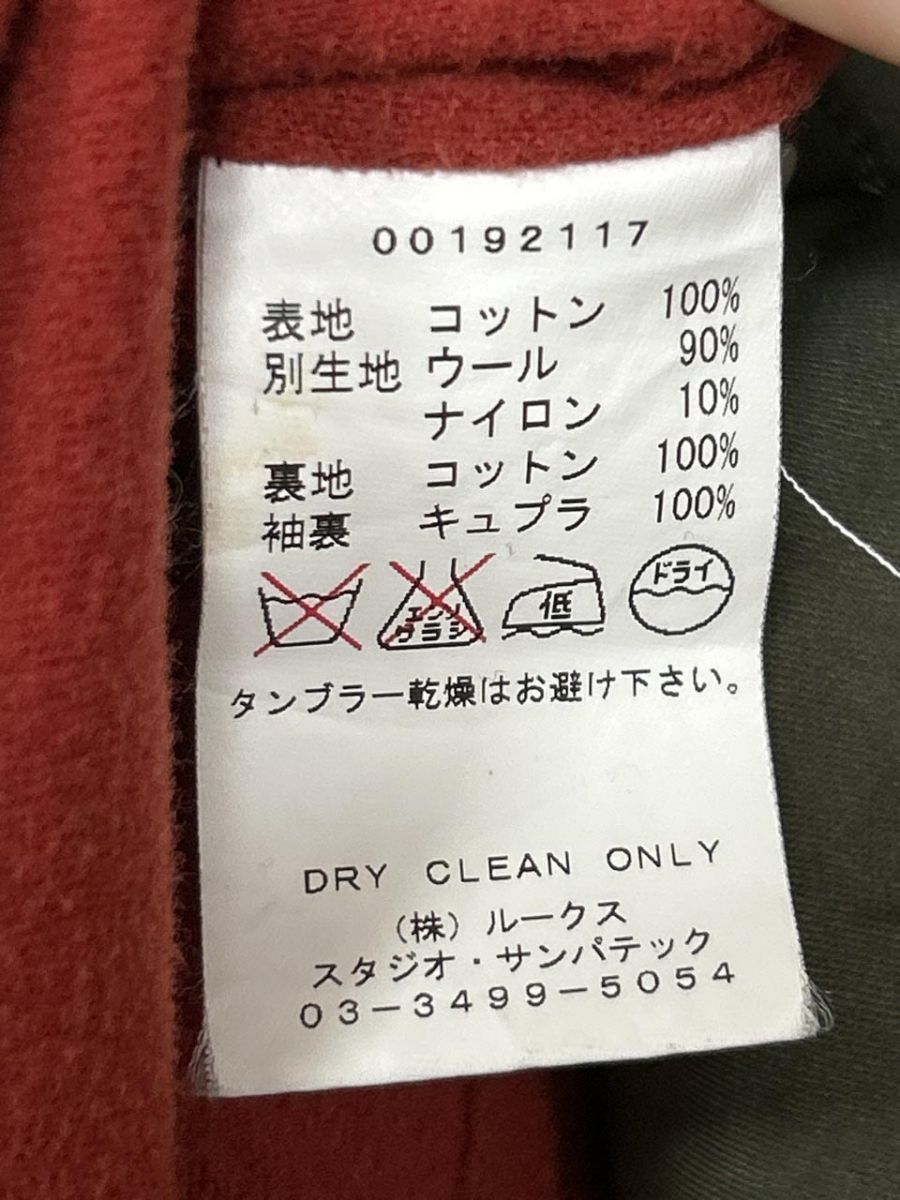 00192117
表地 コットン 100%
別生地 ウール 90%
ナイロン 10%
裏地 コットン 100%
袖裏 キュプラ 100%
エンソ
サラシ
低
ドライ
タンブラー乾燥はお避け下さい。
DRY CLEAN ONLY
(株)ルークス
スタジオ・サンパテック
03-3499-5054